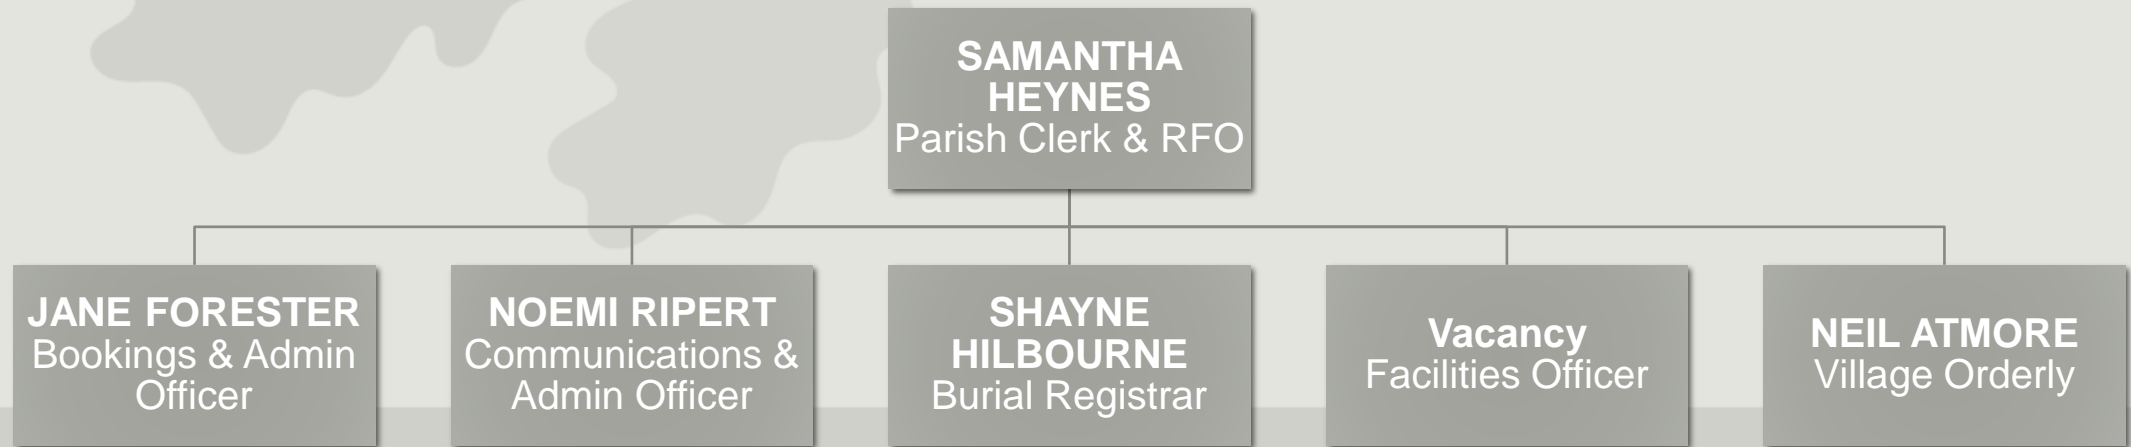 SAMANTHA
HEYNES
Parish Clerk & RFO
JANE FORESTER
Bookings & Admin
Officer
NOEMI RIPERT
Communications &
Admin Officer
SHAYNE
HILBOURNE
Burial Registrar
Vacancy
Facilities Officer
NEIL ATMORE
Village Orderly